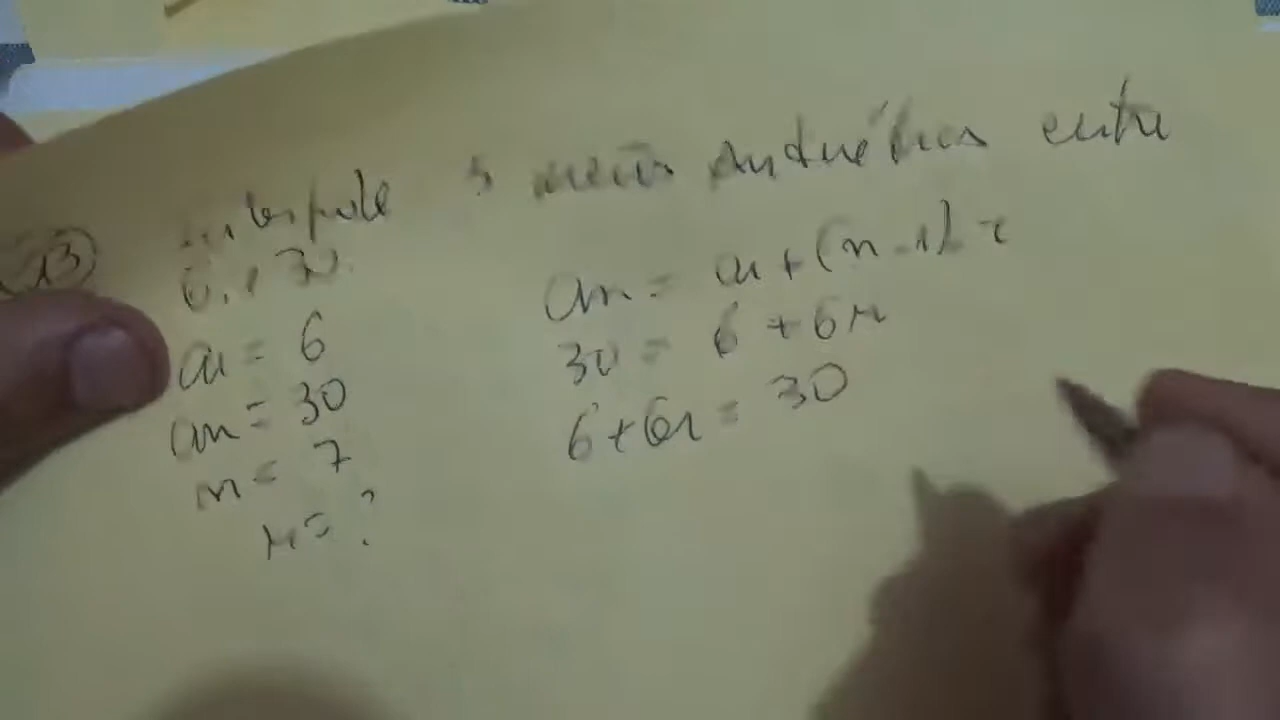 13) Interpole 5 meios aritméticos entre
6 e 30.
a1 = 6
an = 30
n = 7
r = ?
an = a1 + (n-1).r
30 = 6 + 6r
6 + 6r = 30